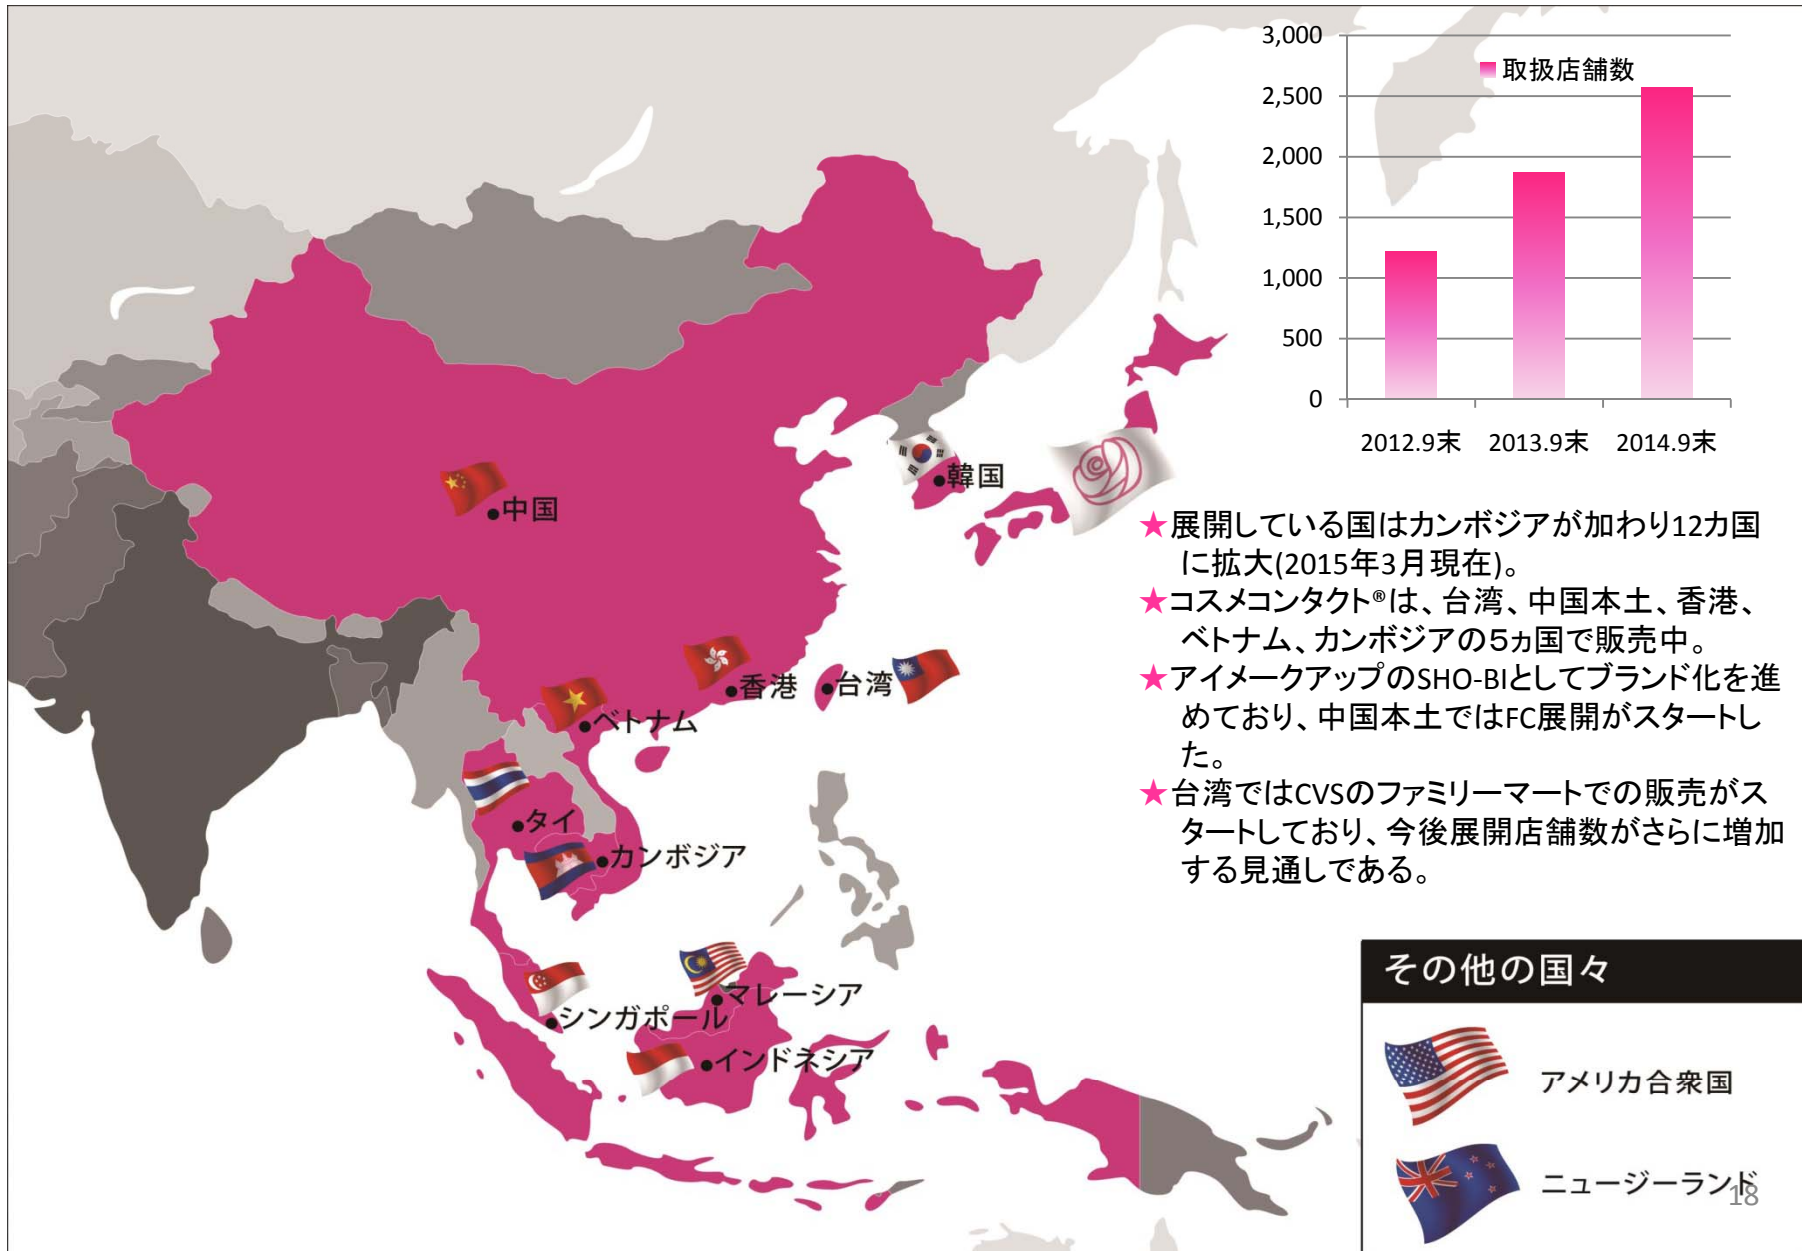 3,000
2,500
2,000
1,500
1,000
500
0
取扱店舗数
2012.9末 2013.9末 2014.9末
中国
韓国
香港
台湾
ベトナム
タイ
カンボジア
マレーシア
シンガポール
インドネシア
★展開している国はカンボジアが加わり12カ国
に拡大(2015年3月現在)。
★コスメコンタクト®は、台湾、中国本土、香港、
ベトナム、カンボジアの5ヵ国で販売中。
★アイメークアップのSHO-BIとしてブランド化を進
めており、中国本土ではFC展開がスタートし
た。
★台湾ではCVSのファミリーマートでの販売がス
タートしており、今後展開店舗数がさらに増加
する見通しである。
その他の国々
アメリカ合衆国
ニュージーランド
18